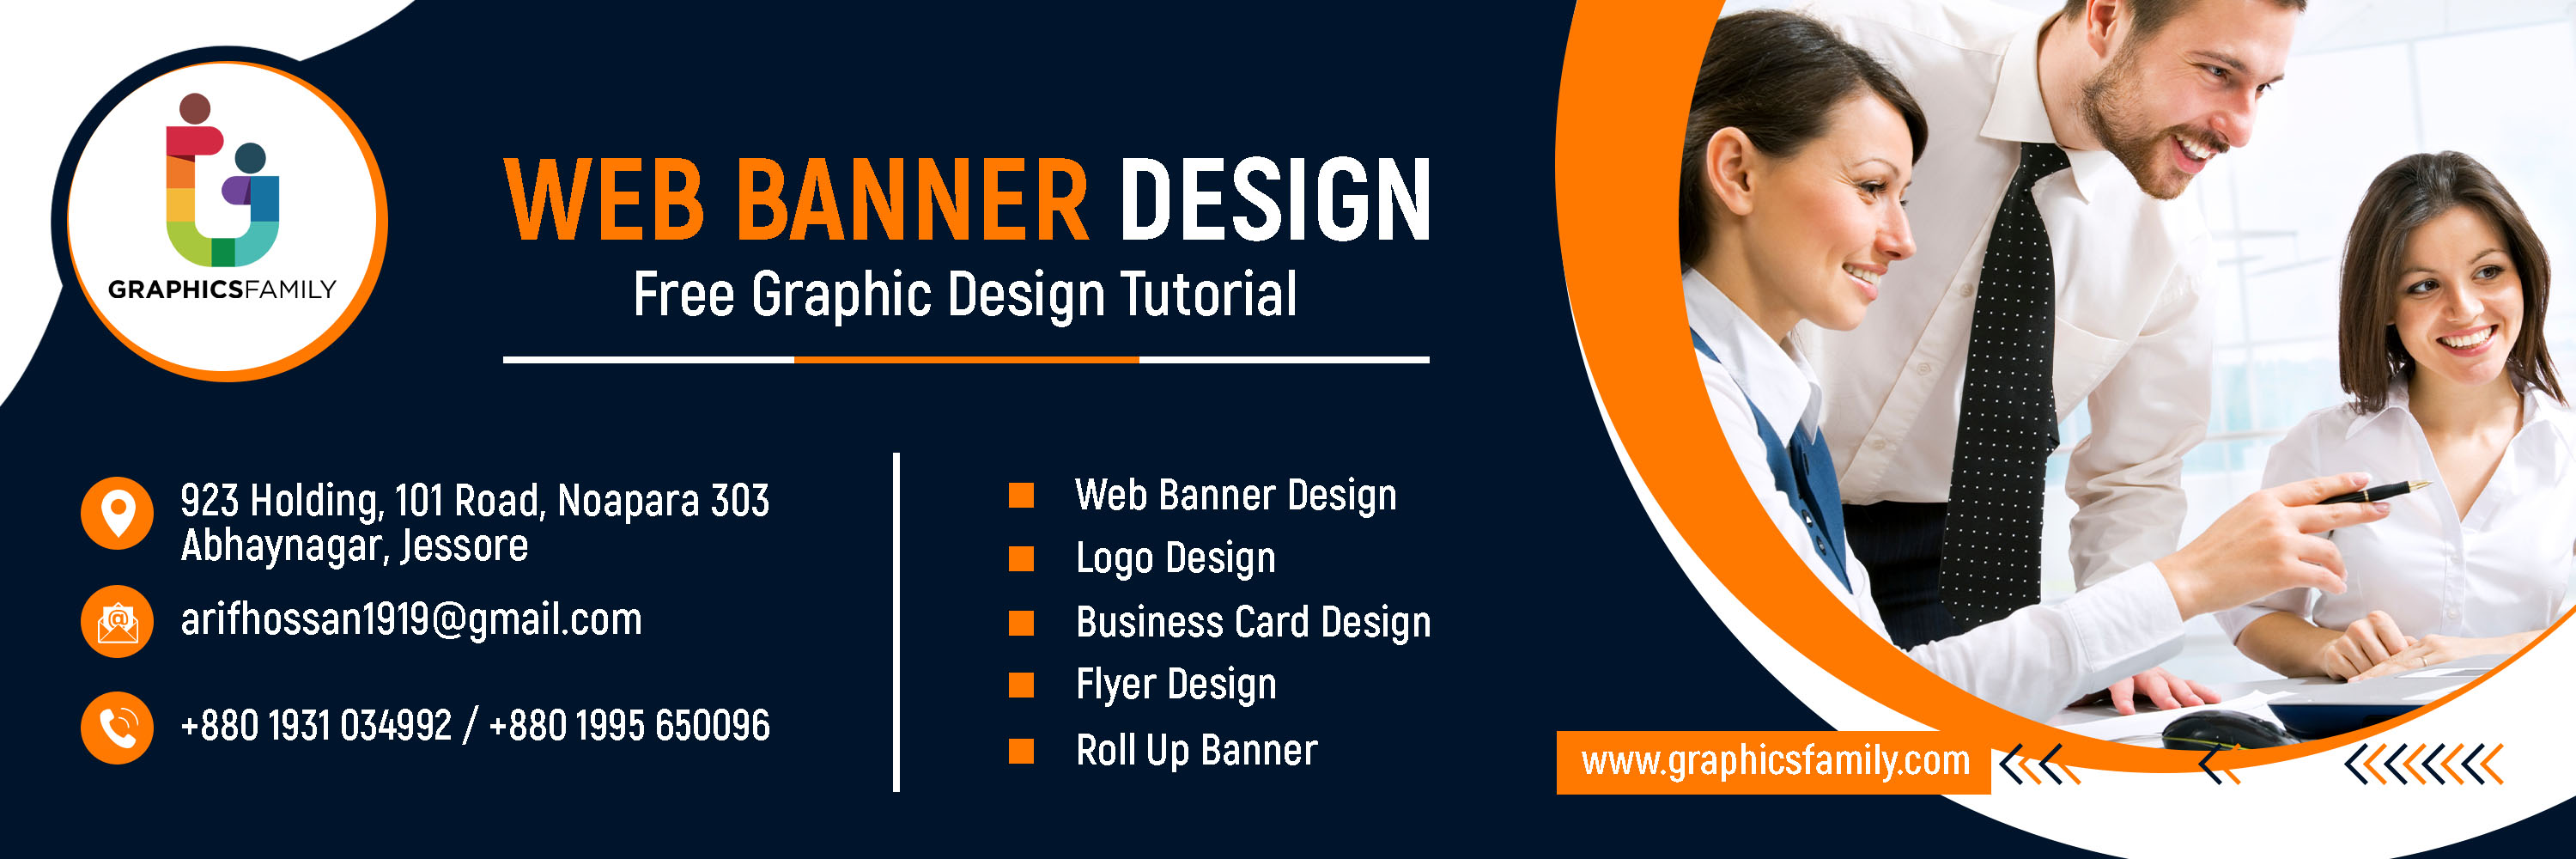 GRAPHICSFAMILY
WEB BANNER DESIGN
Free Graphic Design Tutorial
923 Holding, 101 Road, Noapara 303
Abhaynagar, Jessore
arifhossan1919@gmail.com
+880 1931 034992 / +880 1995 650096
Web Banner Design
Logo Design
Business Card Design
Flyer Design
Roll Up Banner
www.graphicsfamily.com